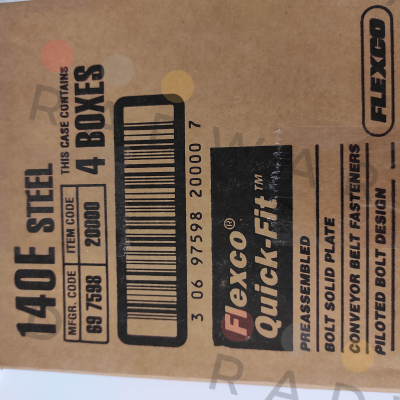 140E STEEL
MFGR. CODE
ITEM CODE
69 7598
20000
THIS CASE CONTAINS
4 BOXES
3 06 97598 20000 7
Flexco®
Quick-Fit™
PREASSEMBLED
BOLT SOLID PLATE
CONVEYOR BELT FASTENERS
PILOTED BOLT DESIGN
FLEXCO